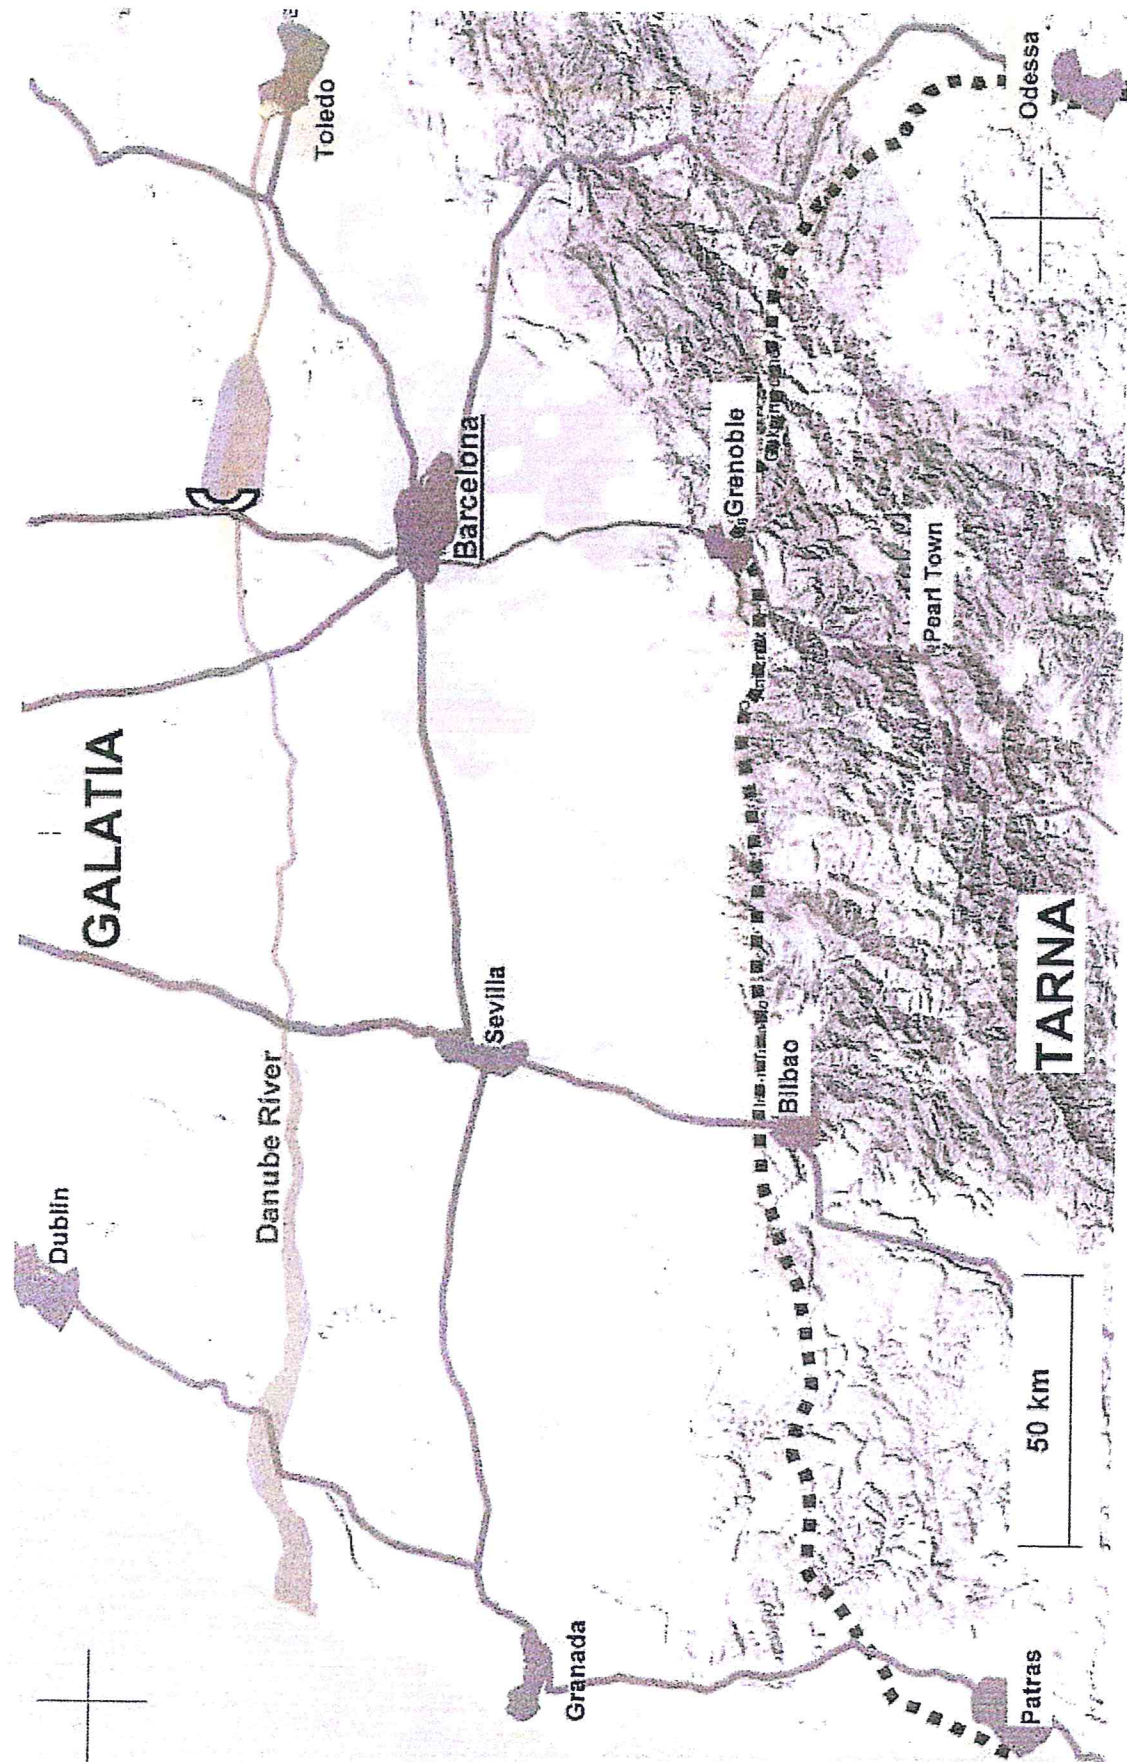 Dublin
GALATIA
Danube River
Toledo
Barcelona
Sevilla
Granada
Grenoble
Bilbao
Pearl Town
Patras
50 km
TARNA
Odessa